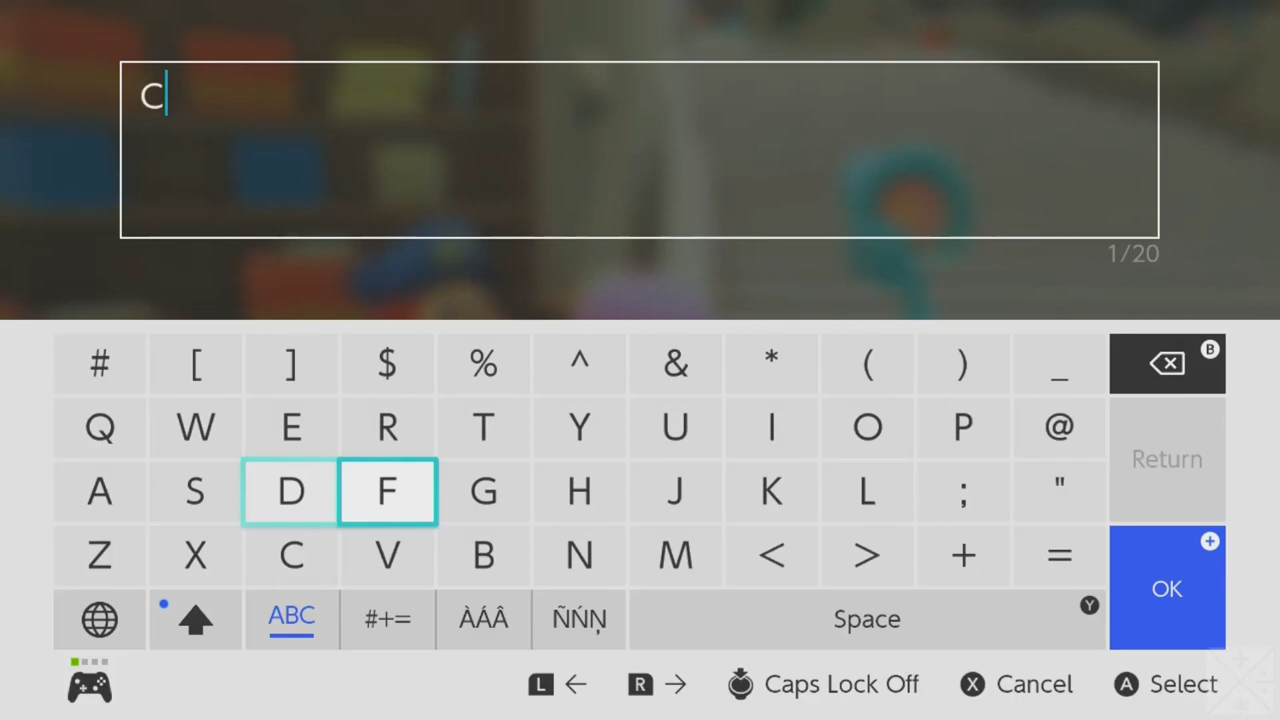 C
1/20
# [ ] $ % ^ & * ( ) _ B
Q W E R T Y U I O P @
Return
A S D F G H J K L ; "
Z X C V B N M < > + = +
OK
ABC #+= ÀÁÂ ÑŃŅ Space Y
L ← R → Caps Lock Off X Cancel A Select